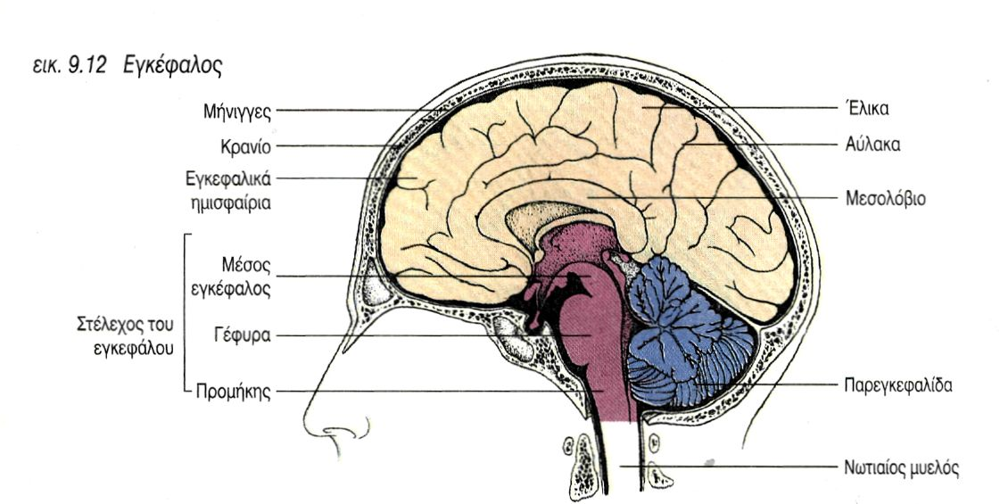 εικ. 9.12 Εγκέφαλος
Μήνιγγες
Κρανίο
Εγκεφαλικά
ημισφαίρια
Μέσος
εγκέφαλος
Στέλεχος του
εγκεφάλου
Γέφυρα
Προμήκης
Έλικα
Αύλακα
Μεσολόβιο
Παρεγκεφαλίδα
Νωτιαίος μυελός